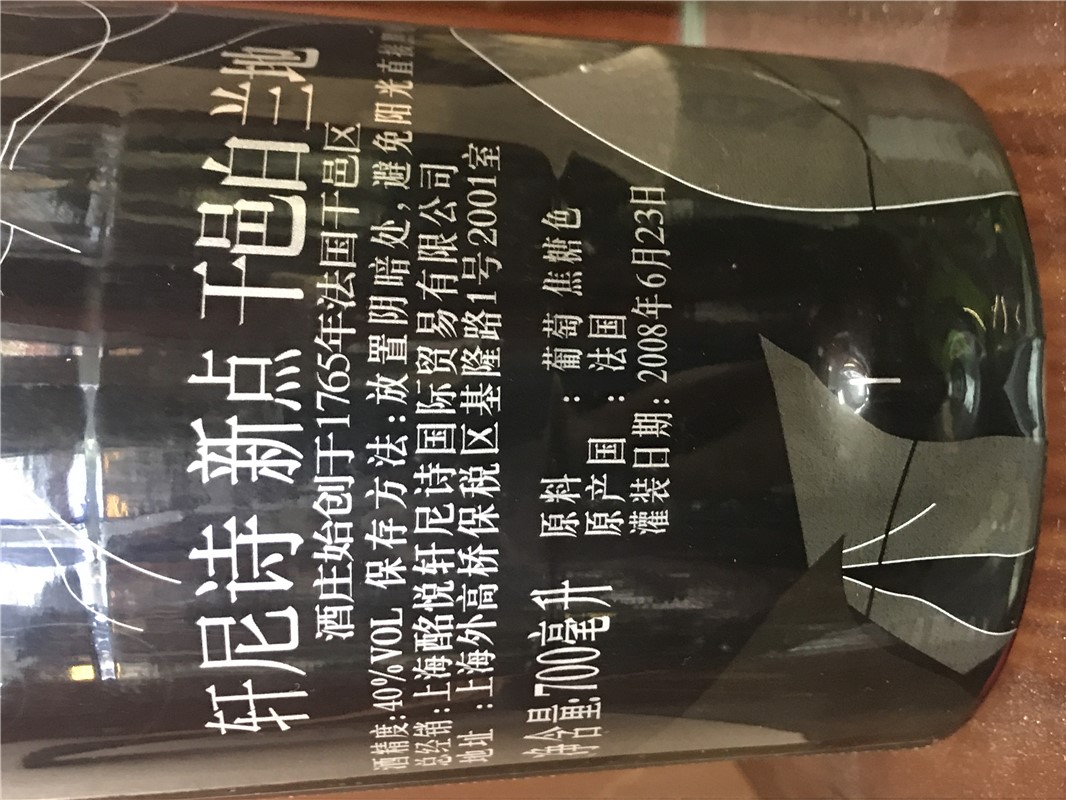 轩尼诗 新点 干邑白兰地
酒庄始创于1765年法国干邑区
酒精度:40%VOL 保存方法:放置阴暗处,避免阳光直接
总经销:上海酩悦轩尼诗国际贸易有限公司
地址:上海外高桥保税区基隆路1号2001室
净含量:700毫升
原料 : 葡萄 焦糖色
原产国 : 法国
灌装日期:2008年6月23日